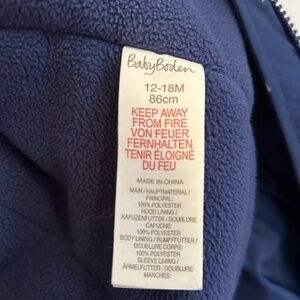 BabyBoden
12-18M
86cm
KEEP AWAY
FROM FIRE
VON FEUER
FERNHALTEN
TENIR ÉLOIGNÉ
DU FEU
MADE IN CHINA
MAIN / HAUPTMATERIAL /
PRINCIPAL:
100% POLYESTER
HOOD LINING /
KAPUZENFUTTER / DOUBLURE
CAPUCHE:
100% POLYESTER
BODY LINING / RUMPFFUTTER /
DOUBLURE CORPS:
100% POLYESTER
SLEEVE LINING /
ÄRMELFUTTER / DOUBLURE
MANCHES: